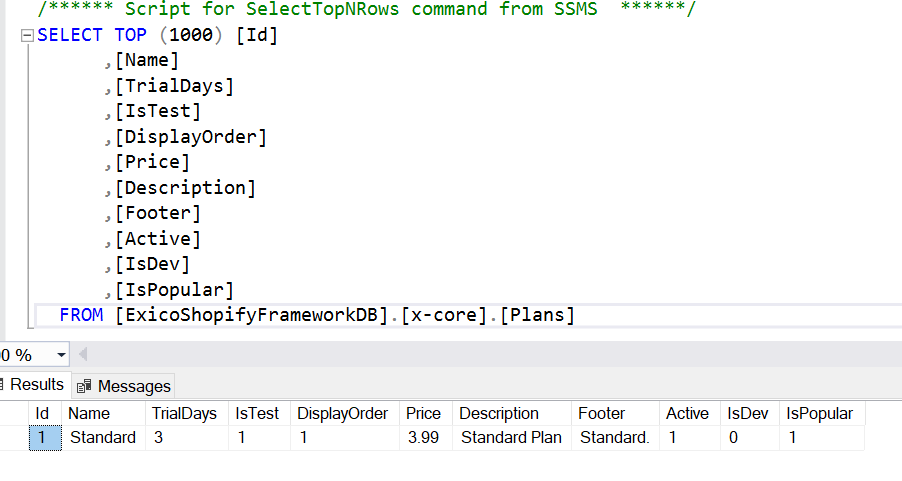 /****** Script for SelectTopNRows command from SSMS  ******/
SELECT TOP (1000) [Id]
,[Name]
,[TrialDays]
,[IsTest]
,[DisplayOrder]
,[Price]
,[Description]
,[Footer]
,[Active]
,[IsDev]
,[IsPopular]
FROM [ExicoShopifyFrameworkDB].[x-core].[Plans]
0 %
Results Messages
Id Name TrialDays IsTest DisplayOrder Price Description Footer Active IsDev IsPopular
1 Standard 3 1 1 3.99 Standard Plan Standard. 1 0 1